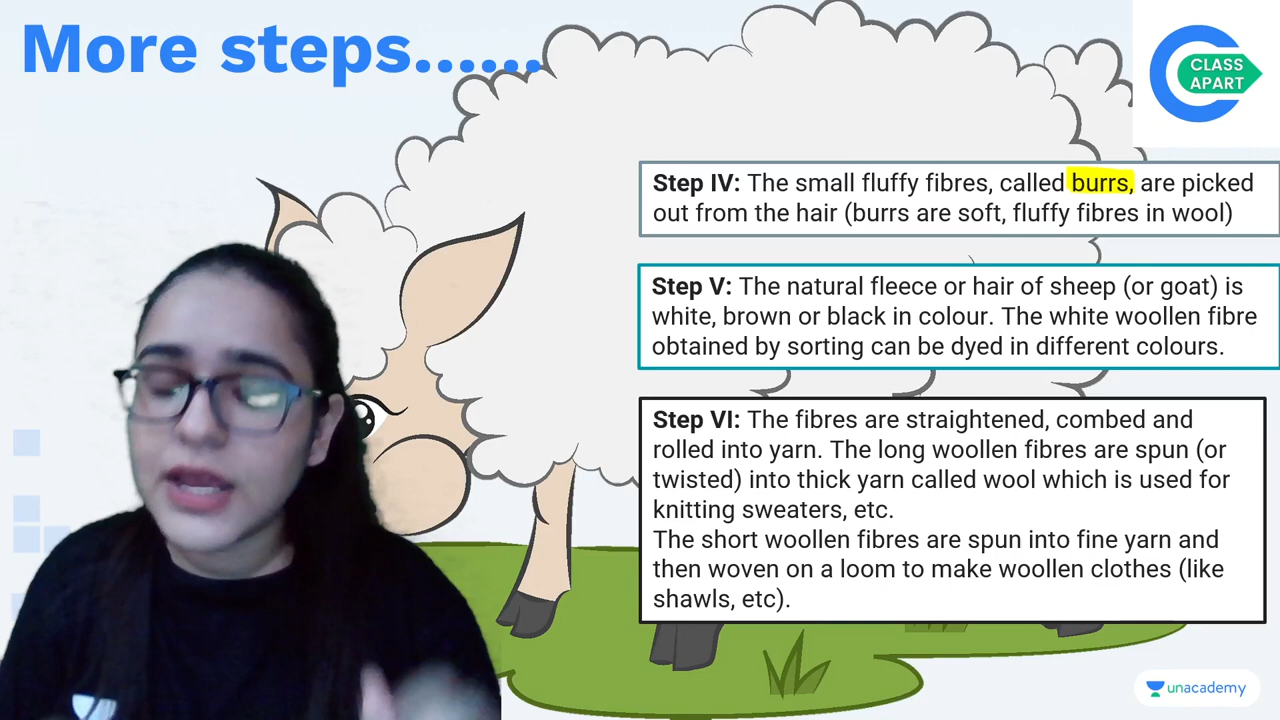 More steps......
CLASS
APART
Step IV: The small fluffy fibres, called burrs, are picked
out from the hair (burrs are soft, fluffy fibres in wool)
Step V: The natural fleece or hair of sheep (or goat) is
white, brown or black in colour. The white woollen fibre
obtained by sorting can be dyed in different colours.
Step VI: The fibres are straightened, combed and
rolled into yarn. The long woollen fibres are spun (or
twisted) into thick yarn called wool which is used for
knitting sweaters, etc.
The short woollen fibres are spun into fine yarn and
then woven on a loom to make woollen clothes (like
shawls, etc).
unacademy